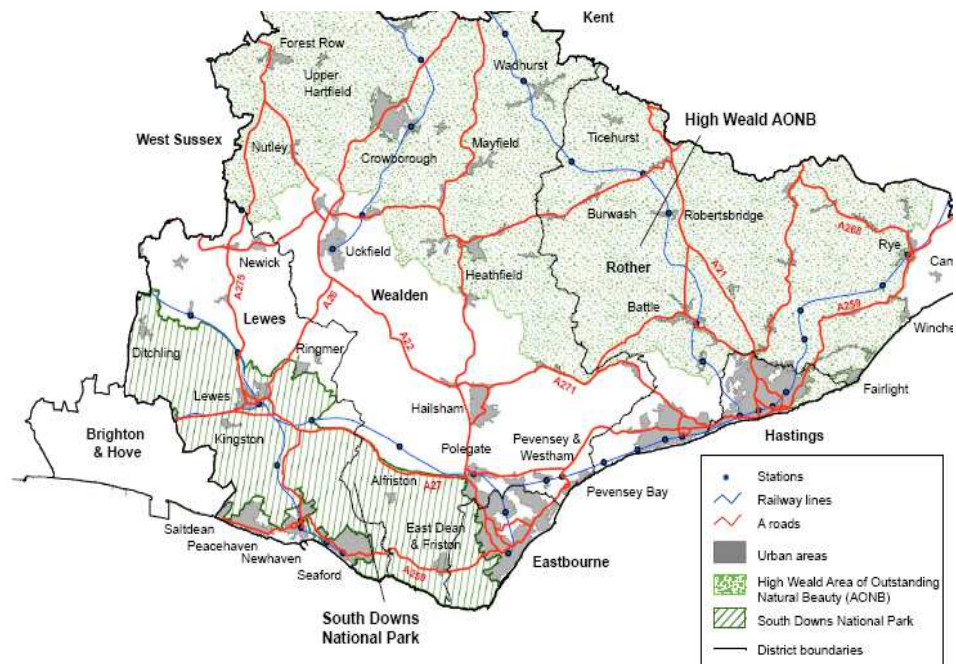 Kent
Forest Row
Wadhurst
Upper
Hartfield
High Weald AONB
Ticehurst
West Sussex
Mayfield
Nutley
Crowborough
Burwash
Robertsbridge
A268
Rye
Cam
Uckfield
Newick
Heathfield
Rother
A21
A275
Wealden
A26
A259
Battle
Lewes
A22
Winche
Ringmer
Ditchling
A271
Fairlight
Lewes
Hailsham
Kingston
Hastings
Brighton
& Hove
Polegate
Pevensey &
Westham
Alfriston
A27
Pevensey Bay
Saltdean
East Dean
& Friston
Peacehaven
Newhaven
Eastbourne
Seaford
A259
South Downs
National Park
Stations
Railway lines
A roads
Urban areas
High Weald Area of Outstanding
Natural Beauty (AONB)
South Downs National Park
District boundaries